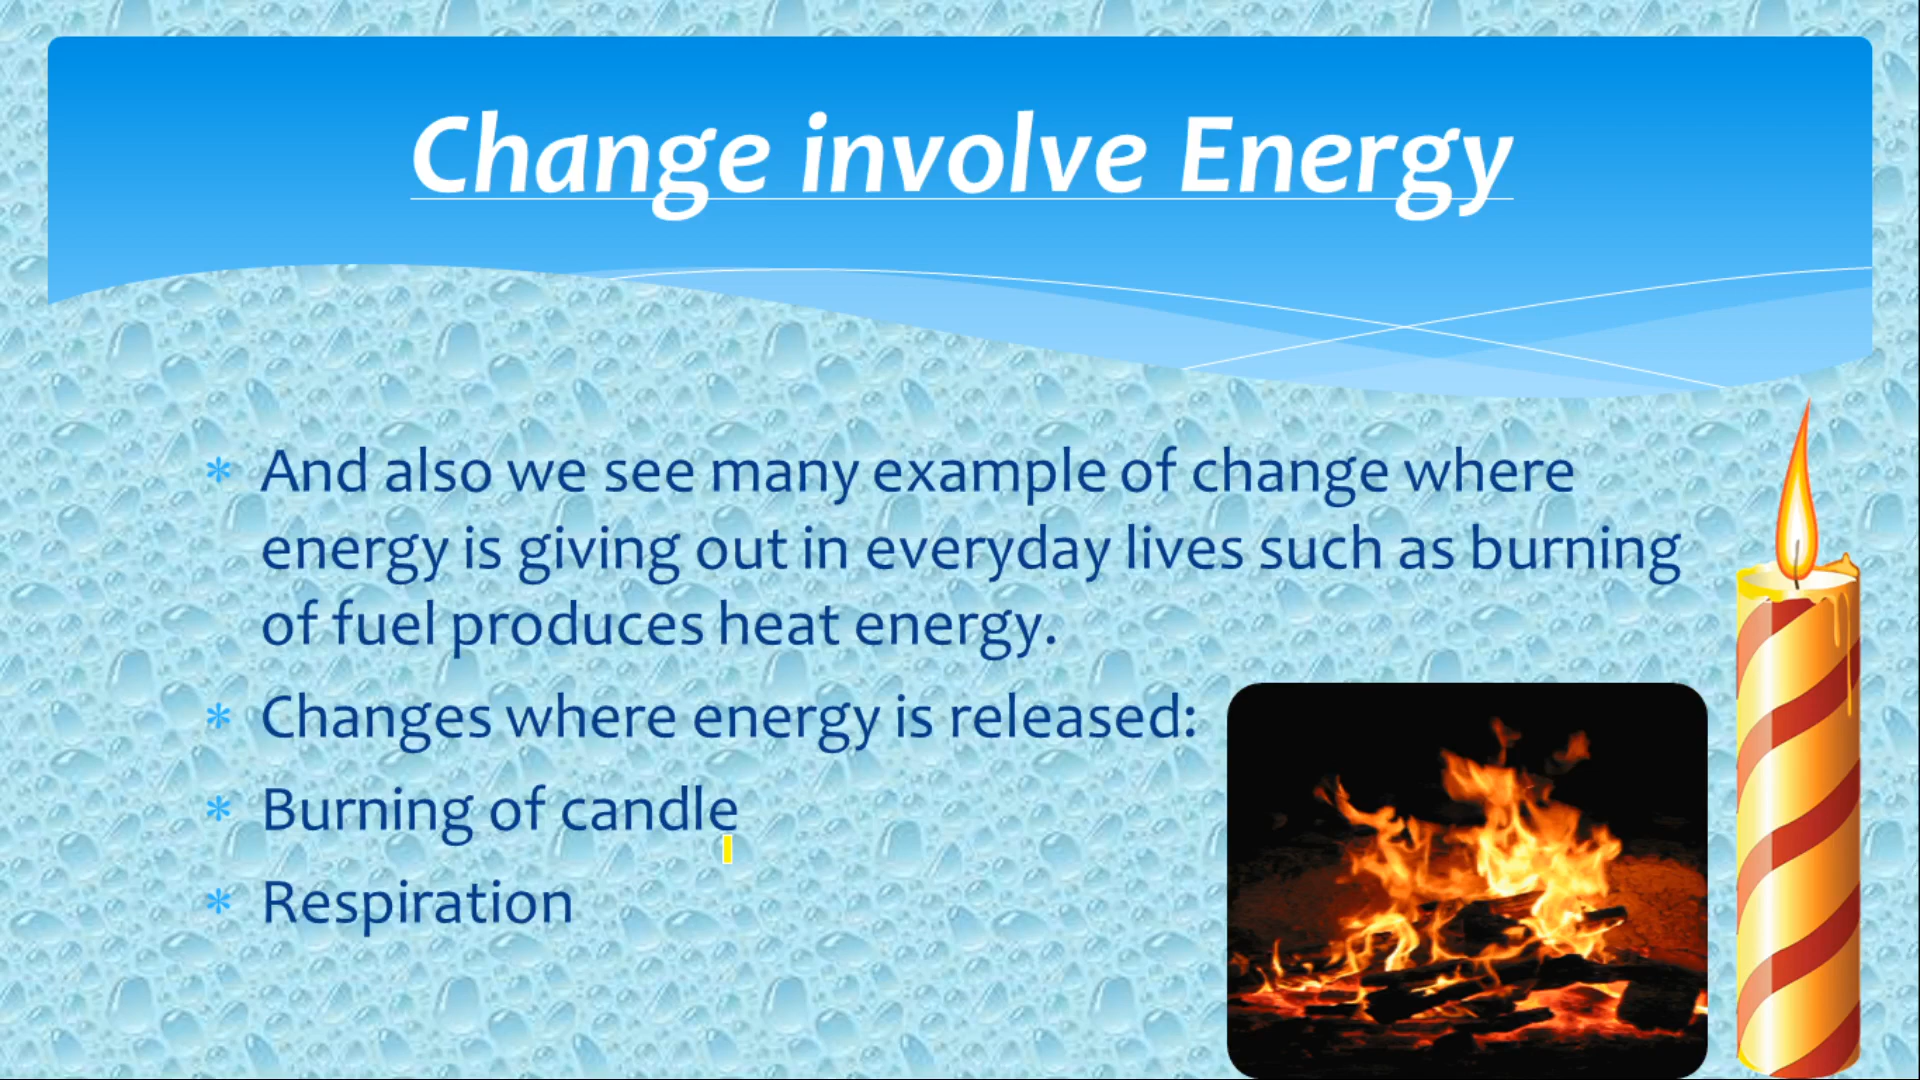 Change involve Energy
And also we see many example of change where
energy is giving out in everyday lives such as burning
of fuel produces heat energy.
Changes where energy is released:
Burning of candle
Respiration